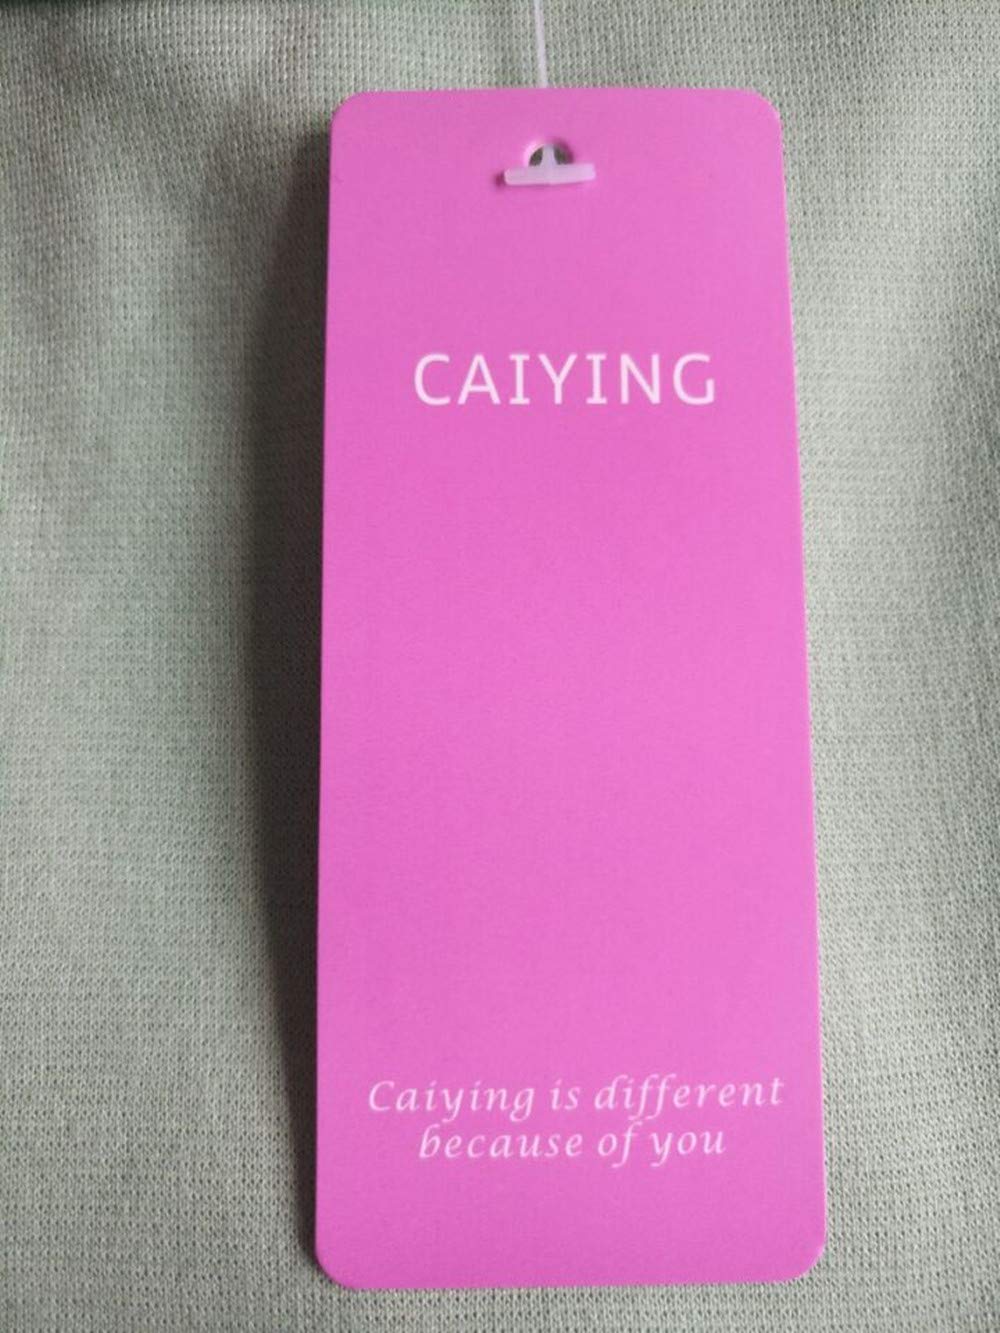 CAIYING
Caiying is different
because of you